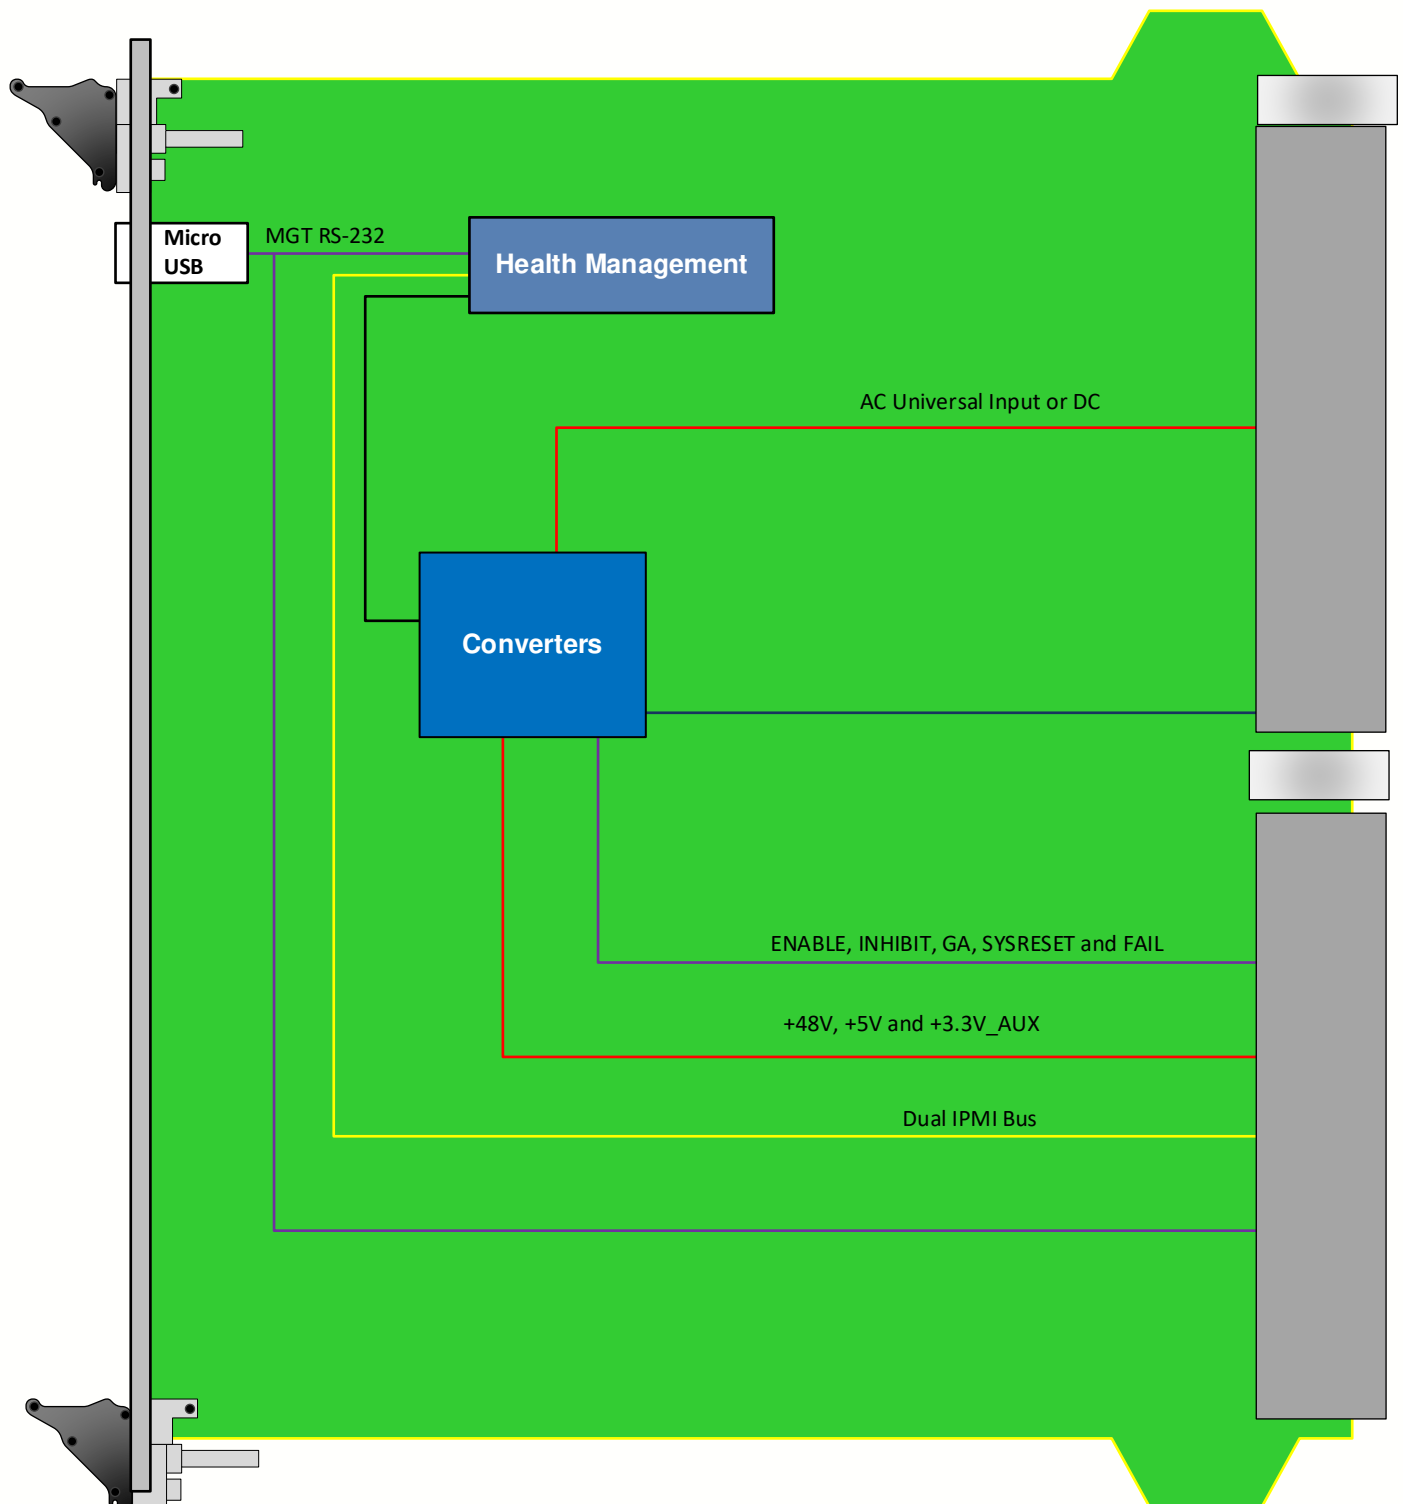 Micro
USB
MGT RS-232
Health Management
AC Universal Input or DC
Converters
ENABLE, INHIBIT, GA, SYSRESET and FAIL
+48V, +5V and +3.3V_AUX
Dual IPMI Bus